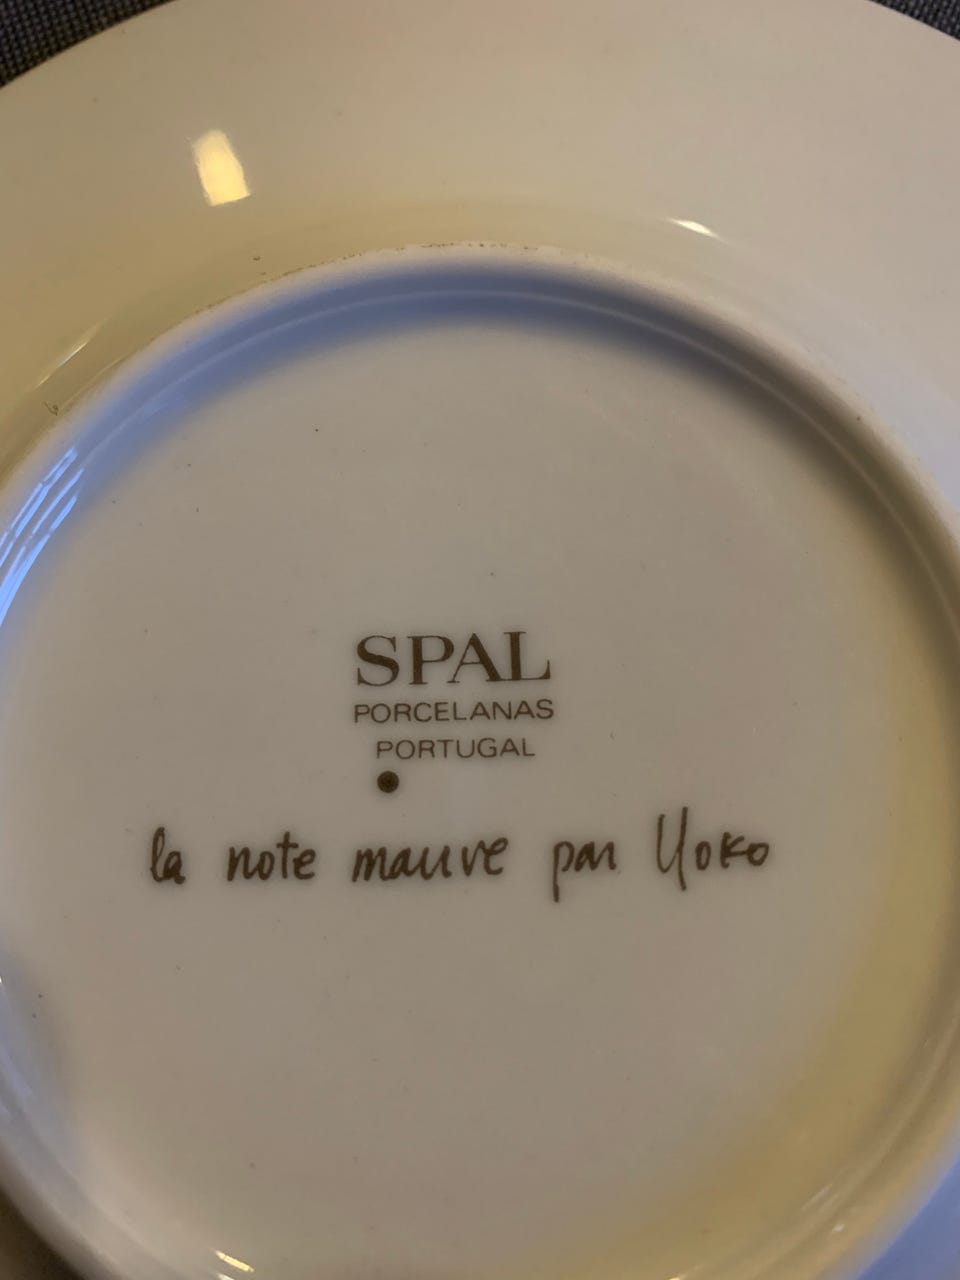 SPAL
PORCELANAS
PORTUGAL
la note mauve par Yoko